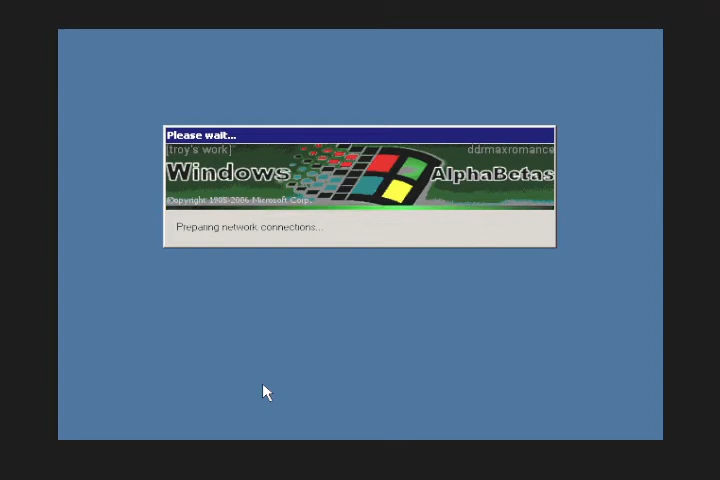 Please wait...
[troy's work] ddrmaxromance
Windows AlphaBetas
Copyright 1985-2006 Microsoft Corp.
Preparing network connections...